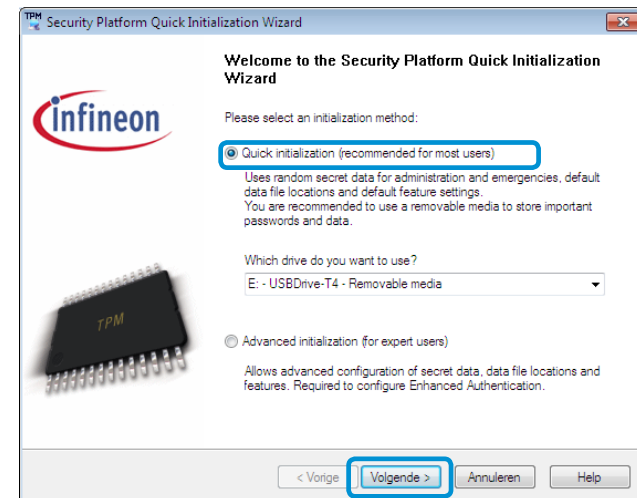 TPM Security Platform Quick Initialization Wizard
Welcome to the Security Platform Quick Initialization
Wizard
infineon
Please select an initialization method:
Quick initialization (recommended for most users)
Uses random secret data for administration and emergencies, default
data file locations and default feature settings.
You are recommended to use a removable media to store important
passwords and data.
Which drive do you want to use?
E: - USBDrive-T4 - Removable media
TPM
Advanced initialization (for expert users)
Allows advanced configuration of secret data, data file locations and
features. Required to configure Enhanced Authentication.
< Vorige Volgende > Annuleren Help